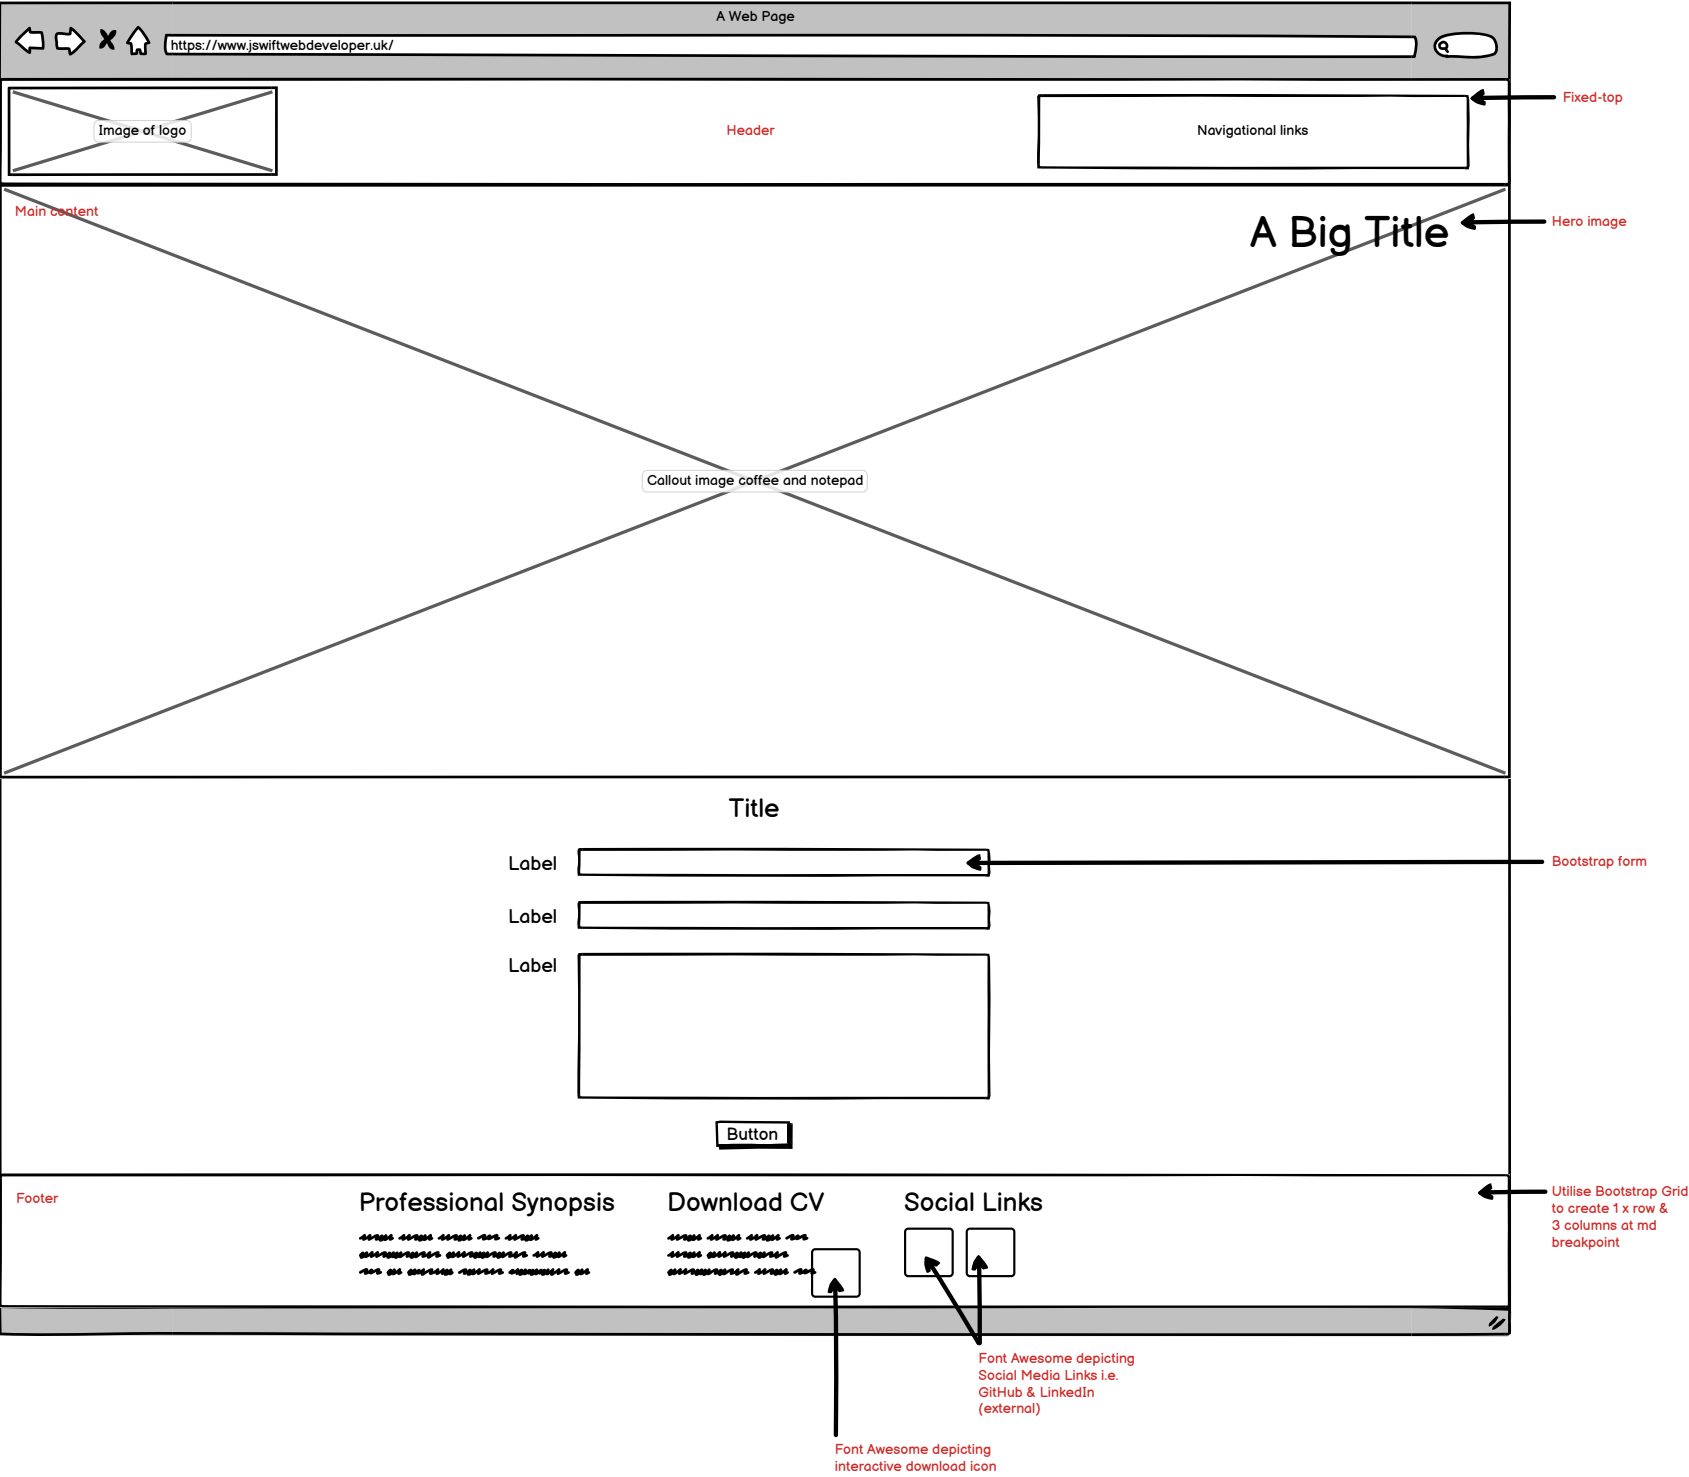 A Web Page
https://www.jswiftwebdeveloper.uk/
Image of logo
Header
Navigational links
Fixed-top
Main content
A Big Title
Hero image
Callout image coffee and notepad
Title
Label
Bootstrap form
Label
Label
Button
Footer
Professional Synopsis
Download CV
Social Links
Utilise Bootstrap Grid
to create 1 x row &
3 columns at md
breakpoint
Font Awesome depicting
Social Media Links i.e.
GitHub & LinkedIn
(external)
Font Awesome depicting
interactive download icon